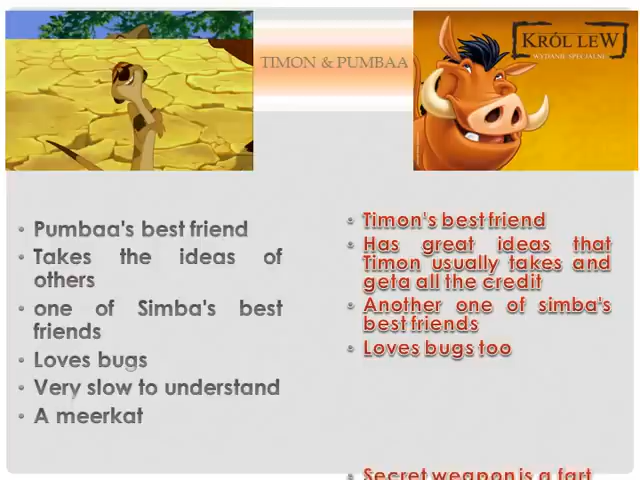 TIMON & PUMBAA
KRÓL LEW
WYDANIE SPECJALNE
• Pumbaa's best friend
• Takes the ideas of
others
• one of Simba's best
friends
• Loves bugs
• Very slow to understand
• A meerkat
• Timon's best friend
• Has great ideas that
Timon usually takes and
geta all the credit
• Another one of simba's
best friends
• Loves bugs too
• Secret weapon is a fart